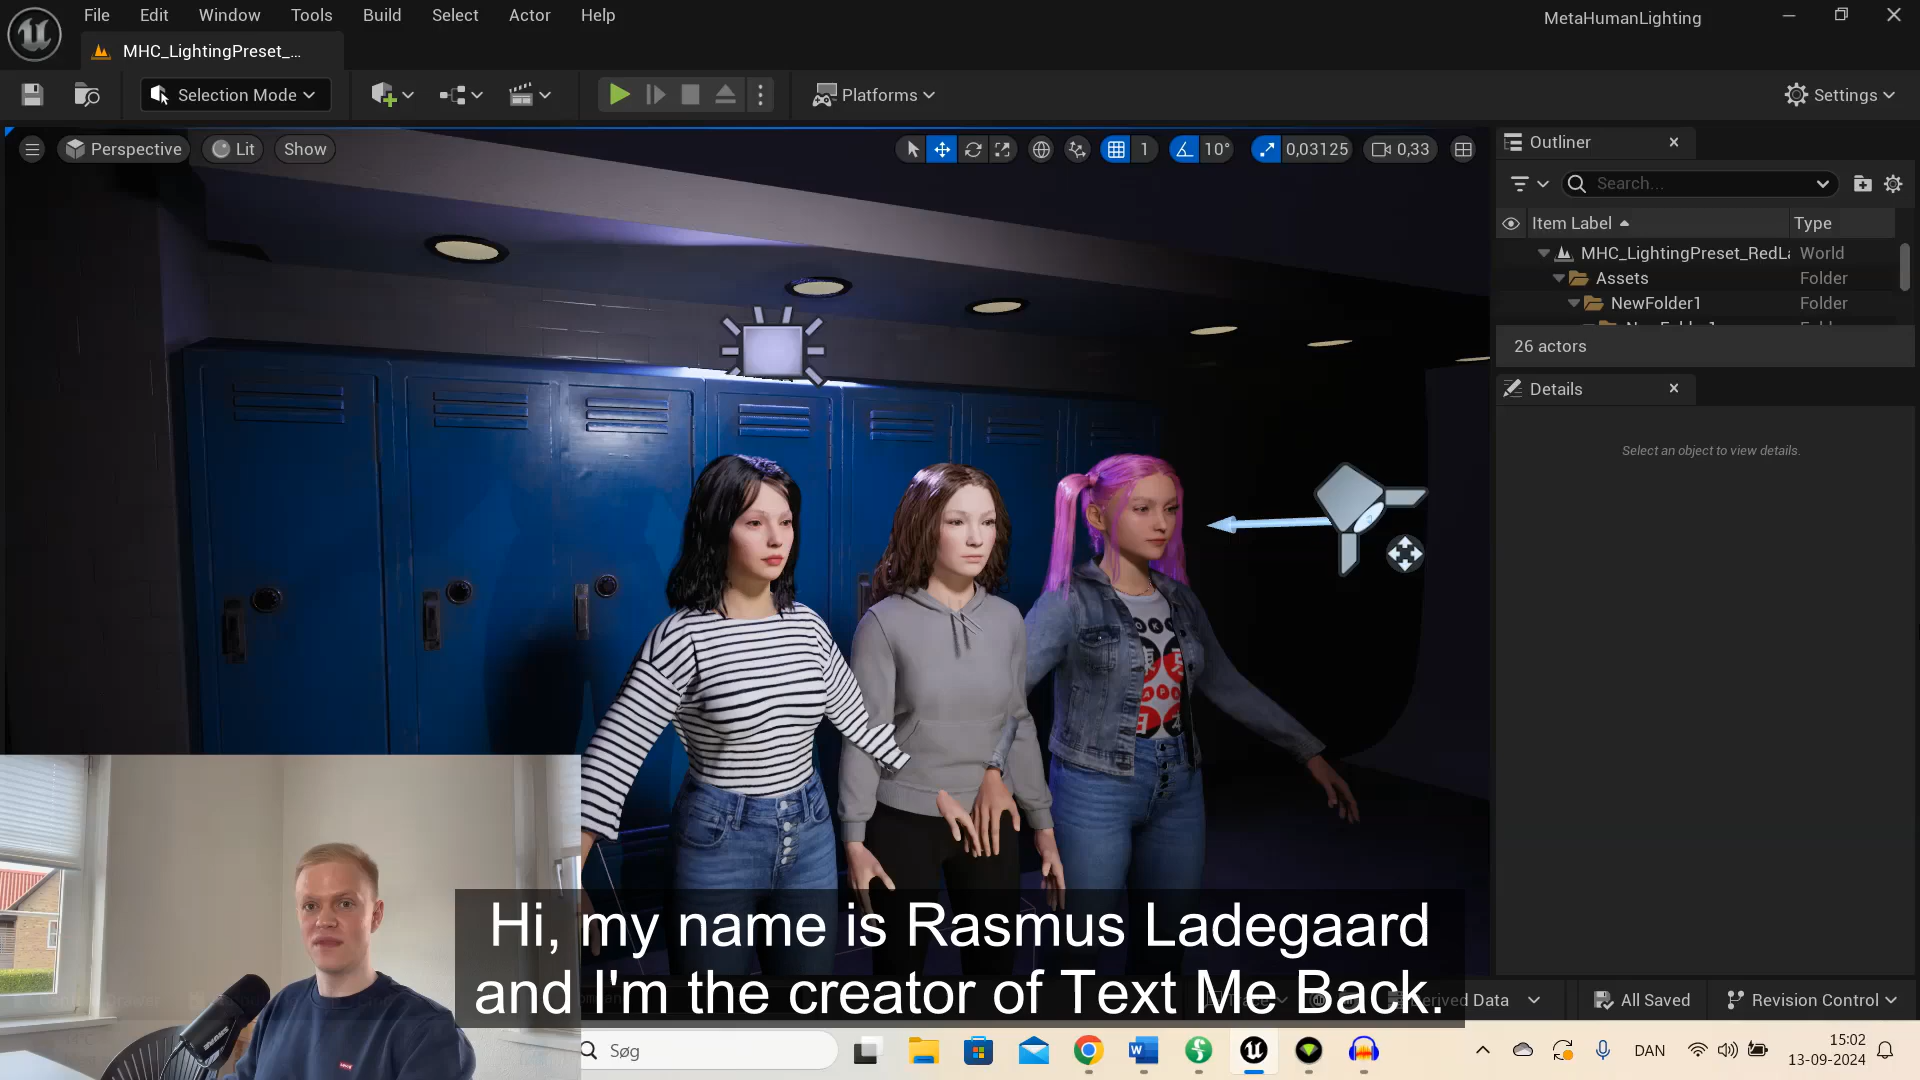 File Edit Window Tools Build Select Actor Help
MetaHumanLighting
MHC_LightingPreset_...
Selection Mode
Platforms
Settings
Perspective Lit Show
1 10° 0,03125 0,33
Outliner
Search...
Item Label Type
MHC_LightingPreset_RedLa World
Assets Folder
NewFolder1 Folder
26 actors
Details
Select an object to view details.
Hi, my name is Rasmus Ladegaard
and I'm the creator of Text Me Back.
Derived Data All Saved Revision Control
Søg
DAN
15:02
13-09-2024